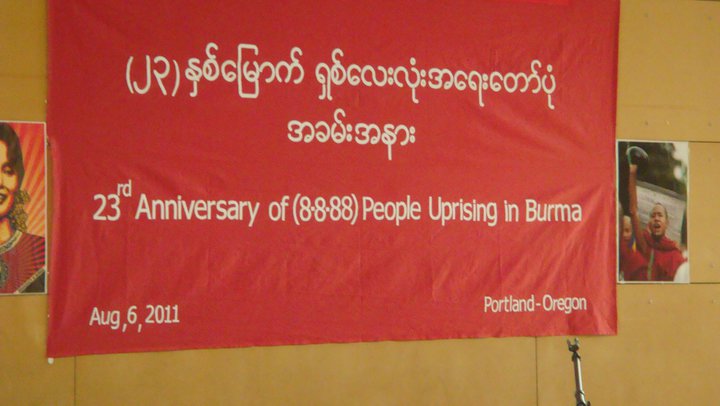 (၂၃) နှစ်မြောက် ရှစ်လေးလုံးအရေးတော်ပုံ
အခမ်းအနား
23rd Anniversary of (8-8-88) People Uprising in Burma
Aug,6, 2011
Portland-Oregon